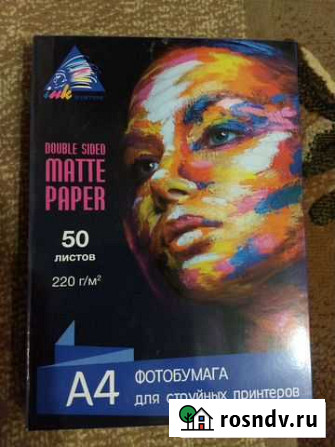 ink
DOUBLE SIDED
MATTE
PAPER
50
листов
220 г/м²
A4
ФОТОБУМАГА
для струйных принтеров
rosndv.ru